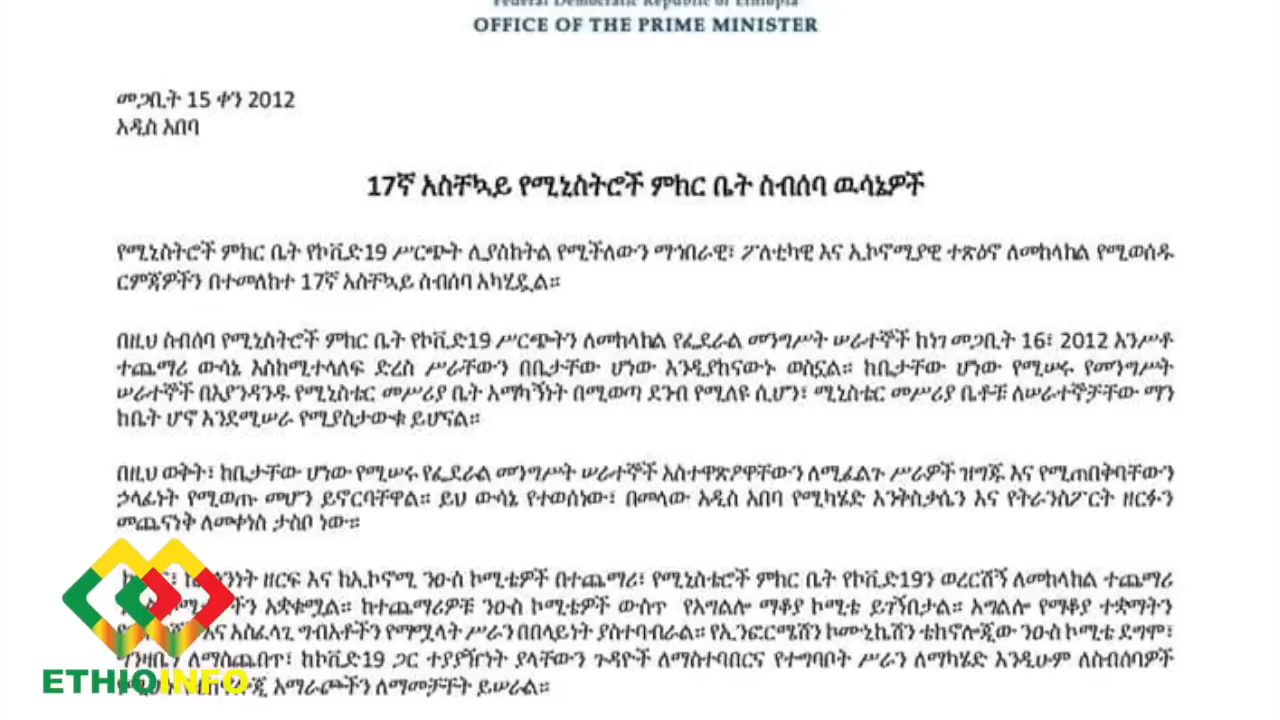 Federal Democratic Republic of Ethiopia
OFFICE OF THE PRIME MINISTER
መጋቢት 15 ቀን 2012
አዲስ አበባ
17ኛ አስቸኳይ የሚኒስትሮች ምክር ቤት ስብሰባ ዉሳኔዎች
የሚኒስትሮች ምክር ቤት የኮቪድ19 ሥርጭት ሊያስከትል የሚችለውን ማኅበራዊ፣ ፖለቲካዊ እና ኢኮኖሚያዊ ተጽዕኖ ለመከላከል የሚወሰዱ
ርምጃዎችን በተመለከተ 17ኛ አስቸኳይ ስብሰባ አካሂዷል።
በዚህ ስብሰባ የሚኒስትሮች ምክር ቤት የኮቪድ19 ሥርጭትን ለመከላከል የፌደራል መንግሥት ሠራተኞች ከነገ መጋቢት 16፣ 2012 አንሥቶ
ተጨማሪ ውሳኔ እስከሚተላለፍ ድረስ ሥራቸውን በቤታቸው ሆነው እንዲያከናውኑ ወስኗል። ከቤታቸው ሆነው የሚሠሩ የመንግሥት
ሠራተኞች በእያንዳንዱ የሚኒስቴር መሥሪያ ቤት አማካኝነት በሚወጣ ደንብ የሚለዩ ሲሆን፣ ሚኒስቴር መሥሪያ ቤቶቹ ለሠራተኞቻቸው ማን
ከቤት ሆኖ እንደሚሠራ የሚያስታውቁ ይሆናል።
በዚህ ወቅት፣ ከቤታቸው ሆነው የሚሠሩ የፌደራል መንግሥት ሠራተኞች አስተዋጽዖዋቸውን ለሚፈልጉ ሥራዎች ዝግጁ እና የሚጠበቅባቸውን
ኃላፊነት የሚወጡ መሆን ይኖርባቸዋል። ይህ ውሳኔ የተወሰነው፣ በመላው አዲስ አበባ የሚካሄድ እንቅስቃሴን እና የትራንስፖርት ዘርፉን
መጨናነቅ ለመቀነስ ታስቦ ነው።
ዘርፍ እና ከኢኮኖሚ ንዑስ ኮሚቴዎች በተጨማሪ፣ የሚኒስቴሮች ምክር ቤት የኮቪድ19ን ወረርሽኝ ለመከላከል ተጨማሪ
አቋቁሟል። ከተጨማሪዎቹ ንዑስ ኮሚቴዎች ውስጥ የአግልሎ ማቆያ ኮሚቴ ይገኝበታል። አግልሎ የማቆያ ተቋማትን
እና አስፈላጊ ግብአቶችን የማሟላት ሥራን በበላይነት ያስተባብራል። የኢንፎርሜሽን ኮሙኒኬሽን ቴክኖሎጂው ንዑስ ኮሚቴ ደግሞ፣
ግንዛቤን ለማስጨበጥ፣ ከኮቪድ19 ጋር ተያያዥነት ያላቸውን ጉዳዮች ለማስተባበርና የተግባቦት ሥራን ለማካሄድ እንዲሁም ለስብሰባዎች
አማራጮችን ለማመቻቸት ይሠራል።
ETHIOINFO